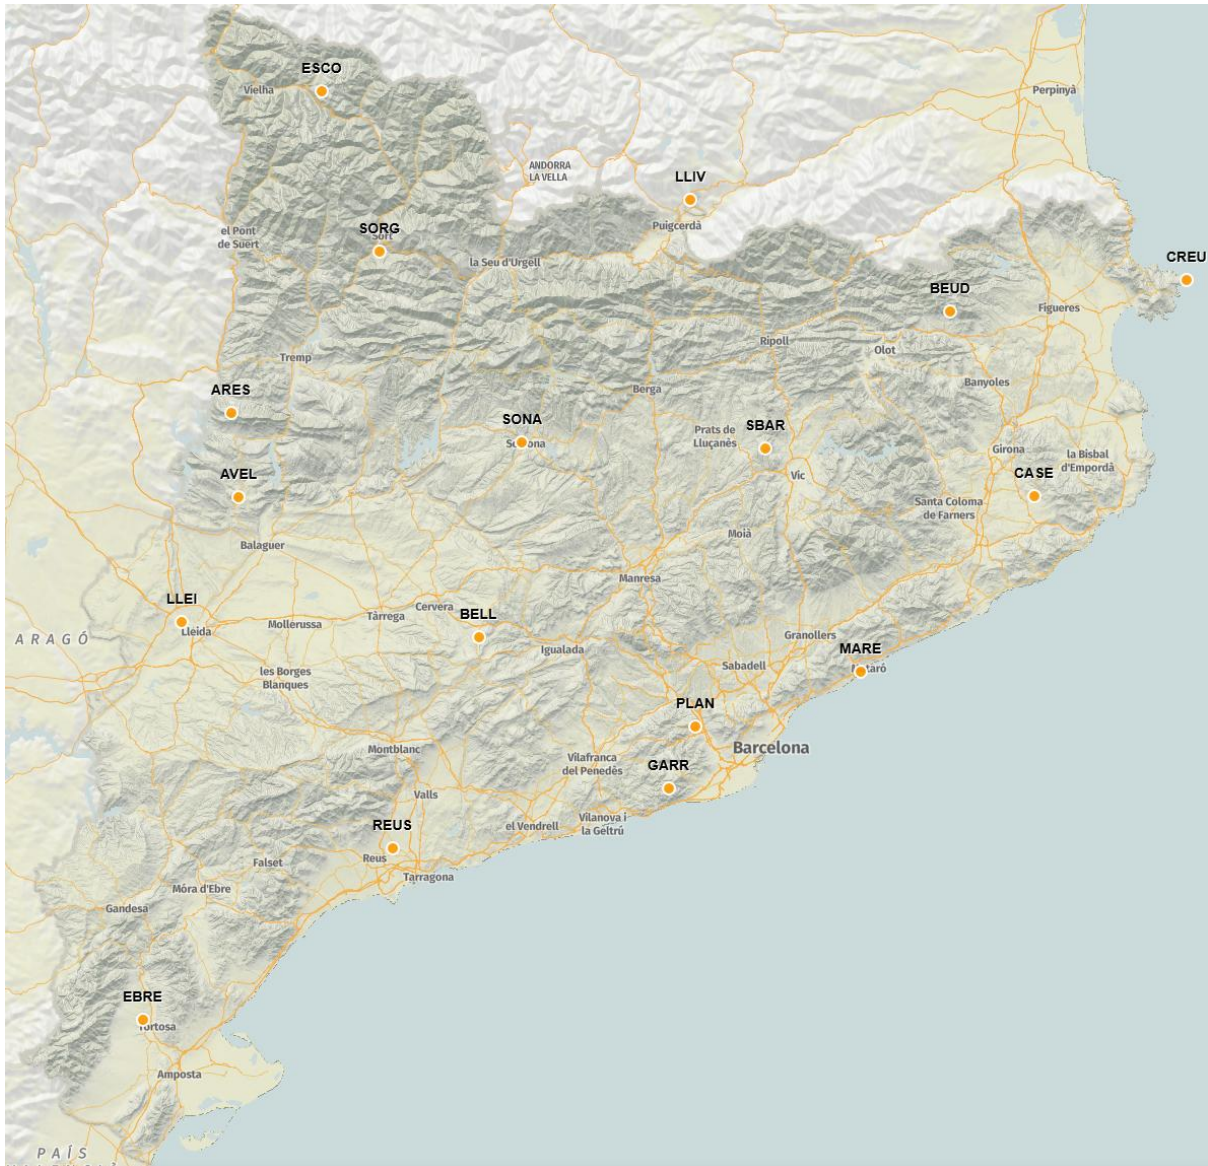 ESCO
Vielha
Perpinyà
ANDORRA
LA VELLA
LLIV
Puigcerdà
el Pont
de Suert
SORG
Sort
la Seu d'Urgell
CREU
BEUD
Figueres
Ripoll
Olot
Tremp
ARES
Berga
Banyoles
SONA
SBAR
Prats de
Lluçanès
Girona
la Bisbal
d'Empordà
AVEL
Vic
CASE
Santa Coloma
de Farners
Moià
Balaguer
Manresa
LLEI
Lleida
Mollerussa
Tàrrega
Cervera
BELL
Igualada
Granollers
ARAGÓ
MARE
Mataró
Sabadell
les Borges
Blanques
PLAN
Barcelona
Montblanc
Vilafranca
del Penedès
GARR
Valls
REUS
el Vendrell
Vilanova i
la Geltrú
Reus
Falset
Tarragona
Móra d'Ebre
Gandesa
EBRE
Tortosa
Amposta
PAÍS